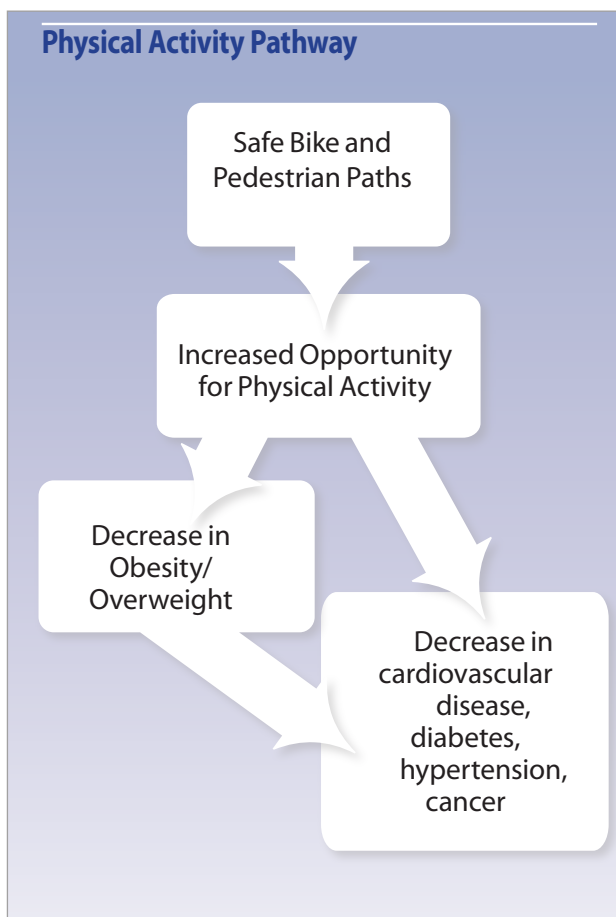 Physical Activity Pathway
Safe Bike and
Pedestrian Paths
Increased Opportunity
for Physical Activity
Decrease in
Obesity/
Overweight
Decrease in
cardiovascular
disease,
diabetes,
hypertension,
cancer